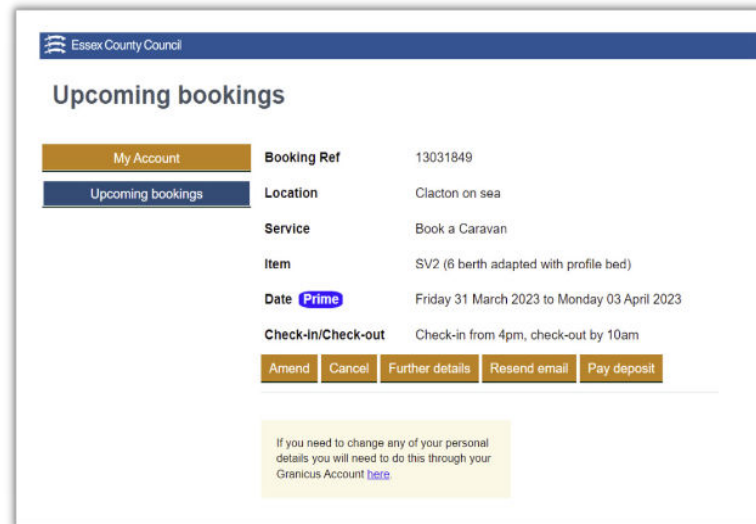 Essex County Council
Upcoming bookings
My Account
Upcoming bookings
Booking Ref 13031849
Location Clacton on sea
Service Book a Caravan
Item SV2 (6 berth adapted with profile bed)
Date Prime Friday 31 March 2023 to Monday 03 April 2023
Check-in/Check-out Check-in from 4pm, check-out by 10am
Amend Cancel Further details Resend email Pay deposit
If you need to change any of your personal
details you will need to do this through your
Granicus Account here.